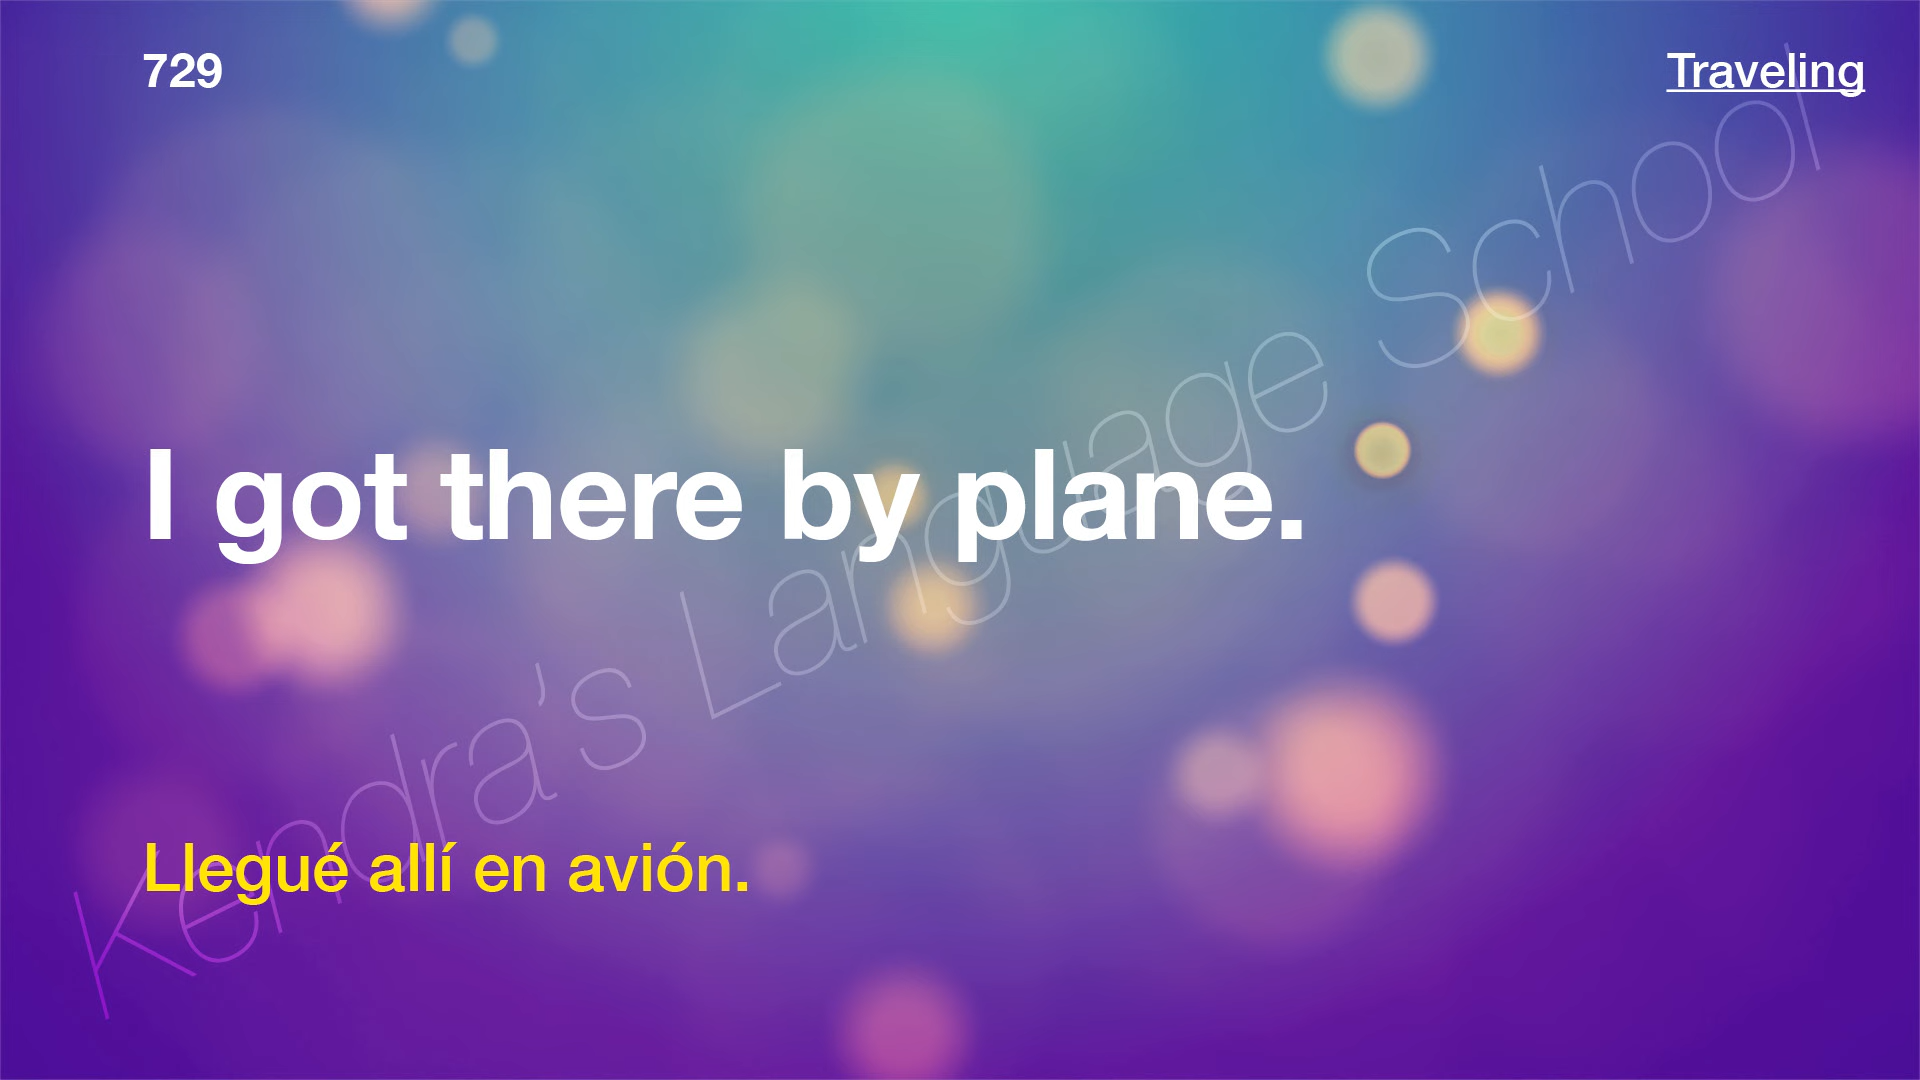 729
Traveling
I got there by plane.
Llegué allí en avión.
Kendra’s Language School